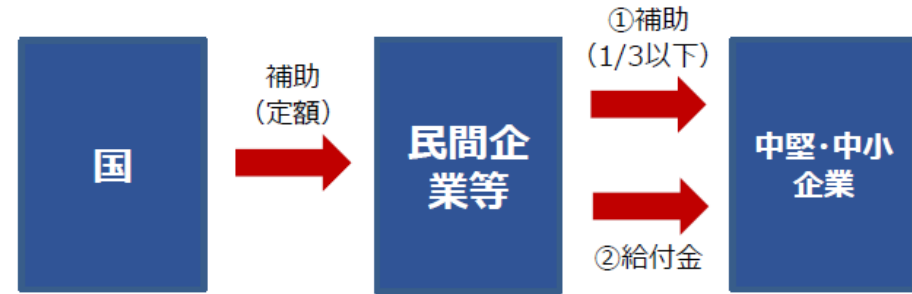 国
補助
（定額）
民間企
業等
①補助
（1/3以下）
②給付金
中堅・中小
企業